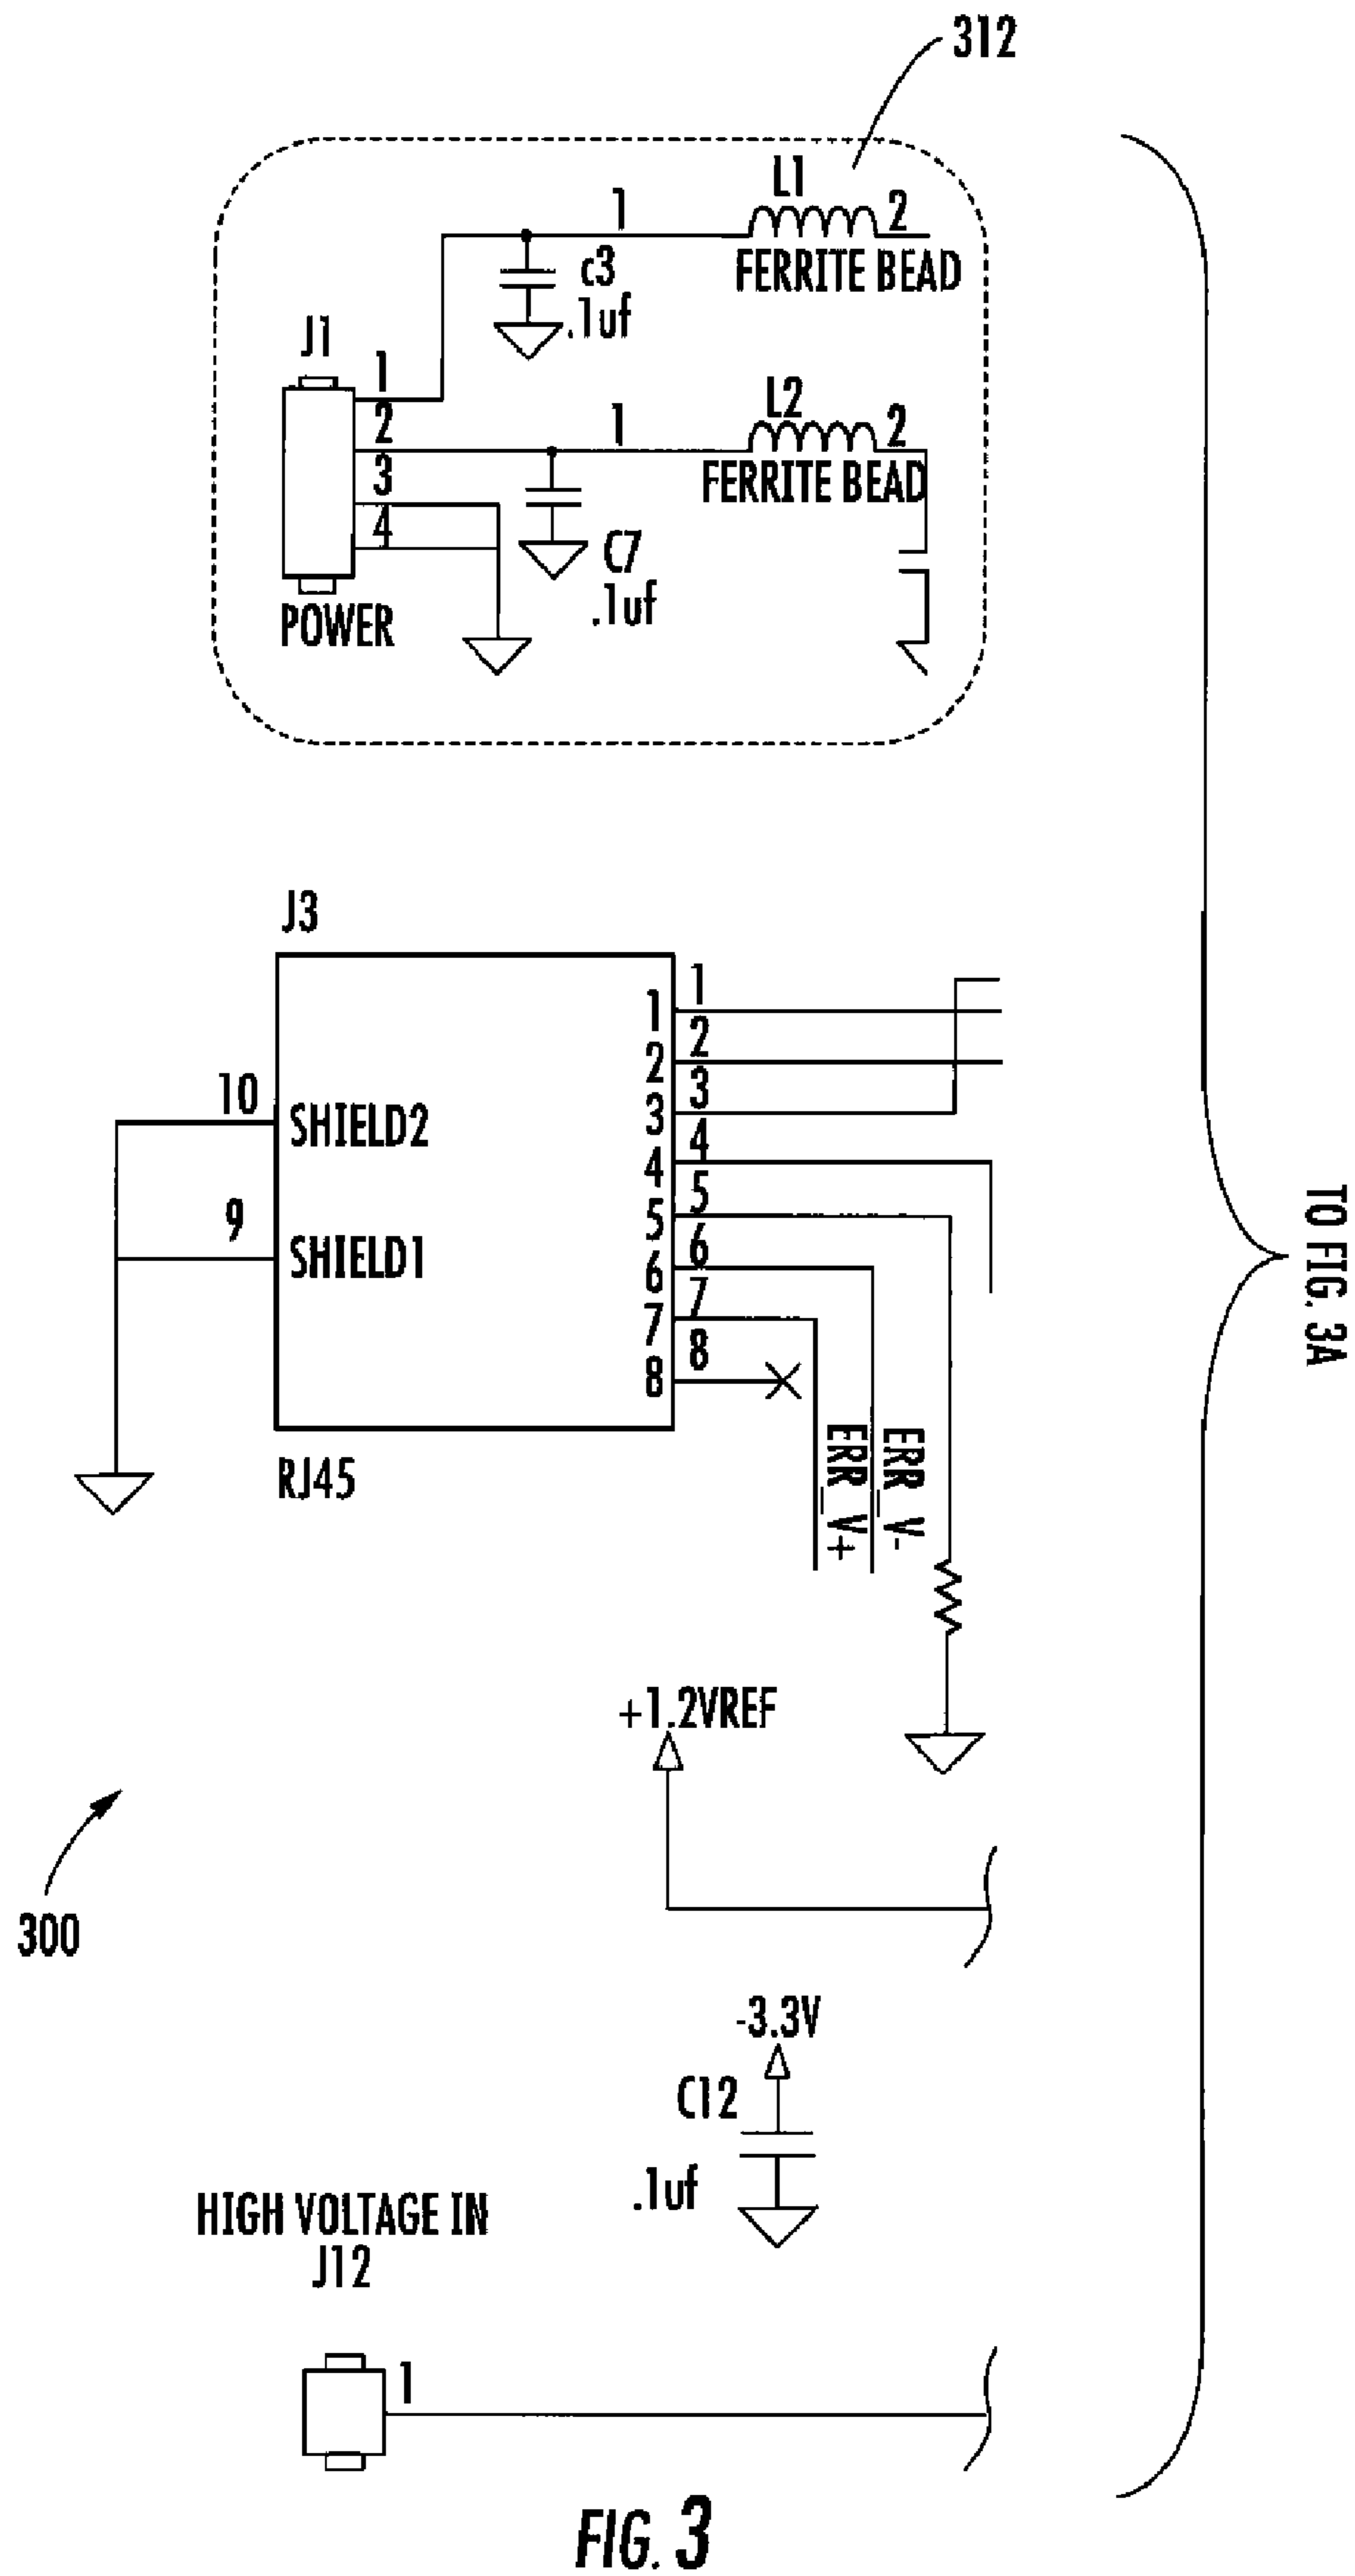 312
L1
1
2
FERRITE BEAD
c3
.1uf
J1
1
2
3
4
L2
1
2
FERRITE BEAD
C7
.1uf
POWER
J3
1
1
2
2
3
3
4
4
5
5
6
6
7
7
8
8
10
SHIELD2
9
SHIELD1
RJ45
ERR_V+
ERR_V-
TO FIG. 3A
+1.2VREF
300
-3.3V
C12
.1uf
HIGH VOLTAGE IN
J12
1
FIG. 3